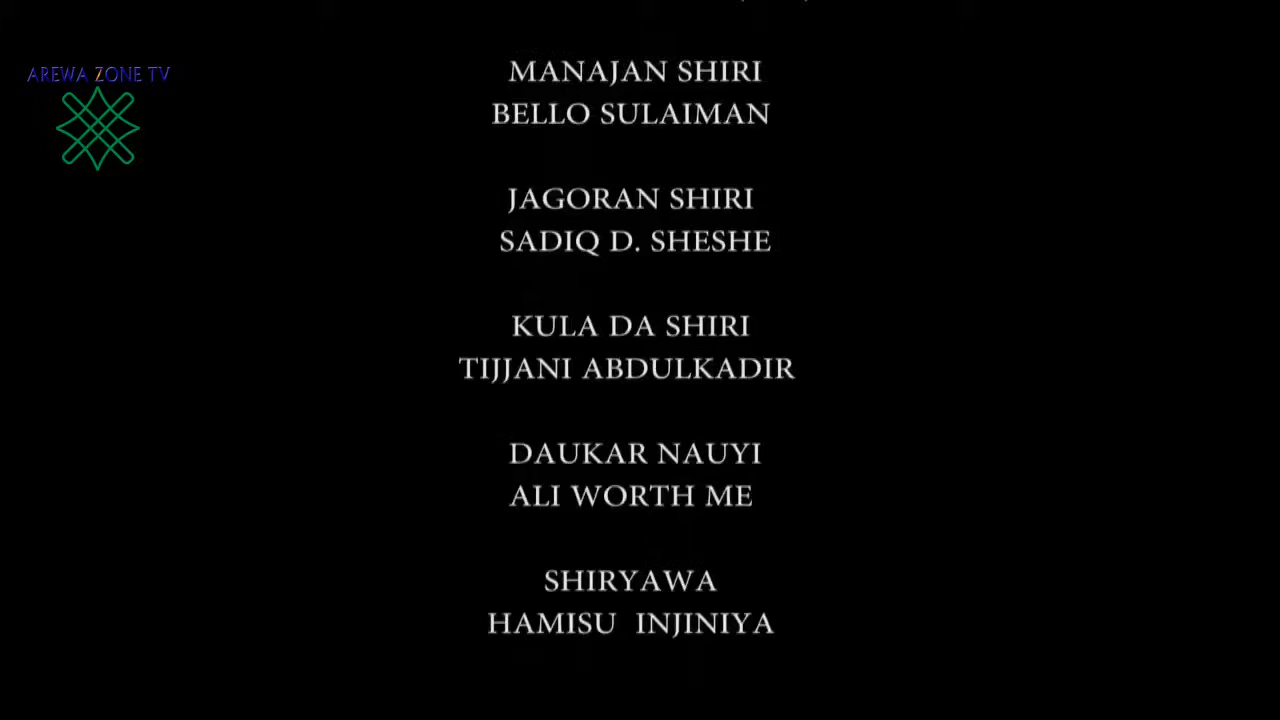 AREWA ZONE TV
MANAJAN SHIRI
BELLO SULAIMAN
JAGORAN SHIRI
SADIQ D. SHESHE
KULA DA SHIRI
TIJJANI ABDULKADIR
DAUKAR NAUYI
ALI WORTH ME
SHIRYAWA
HAMISU INJINIYA